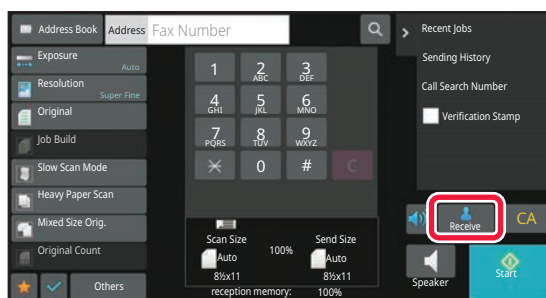 Address Book
Address
Fax Number
Exposure
Auto
Resolution
Super Fine
Original
Job Build
Slow Scan Mode
Heavy Paper Scan
Mixed Size Orig.
Original Count
Others
1
2 ABC
3 DEF
4 GHI
5 JKL
6 MNO
7 PQRS
8 TUV
9 WXYZ
0
#
C
Scan Size
100%
Send Size
Auto
Auto
8½x11
8½x11
reception memory: 100%
Recent Jobs
Sending History
Call Search Number
Verification Stamp
Receive
CA
Speaker
Start